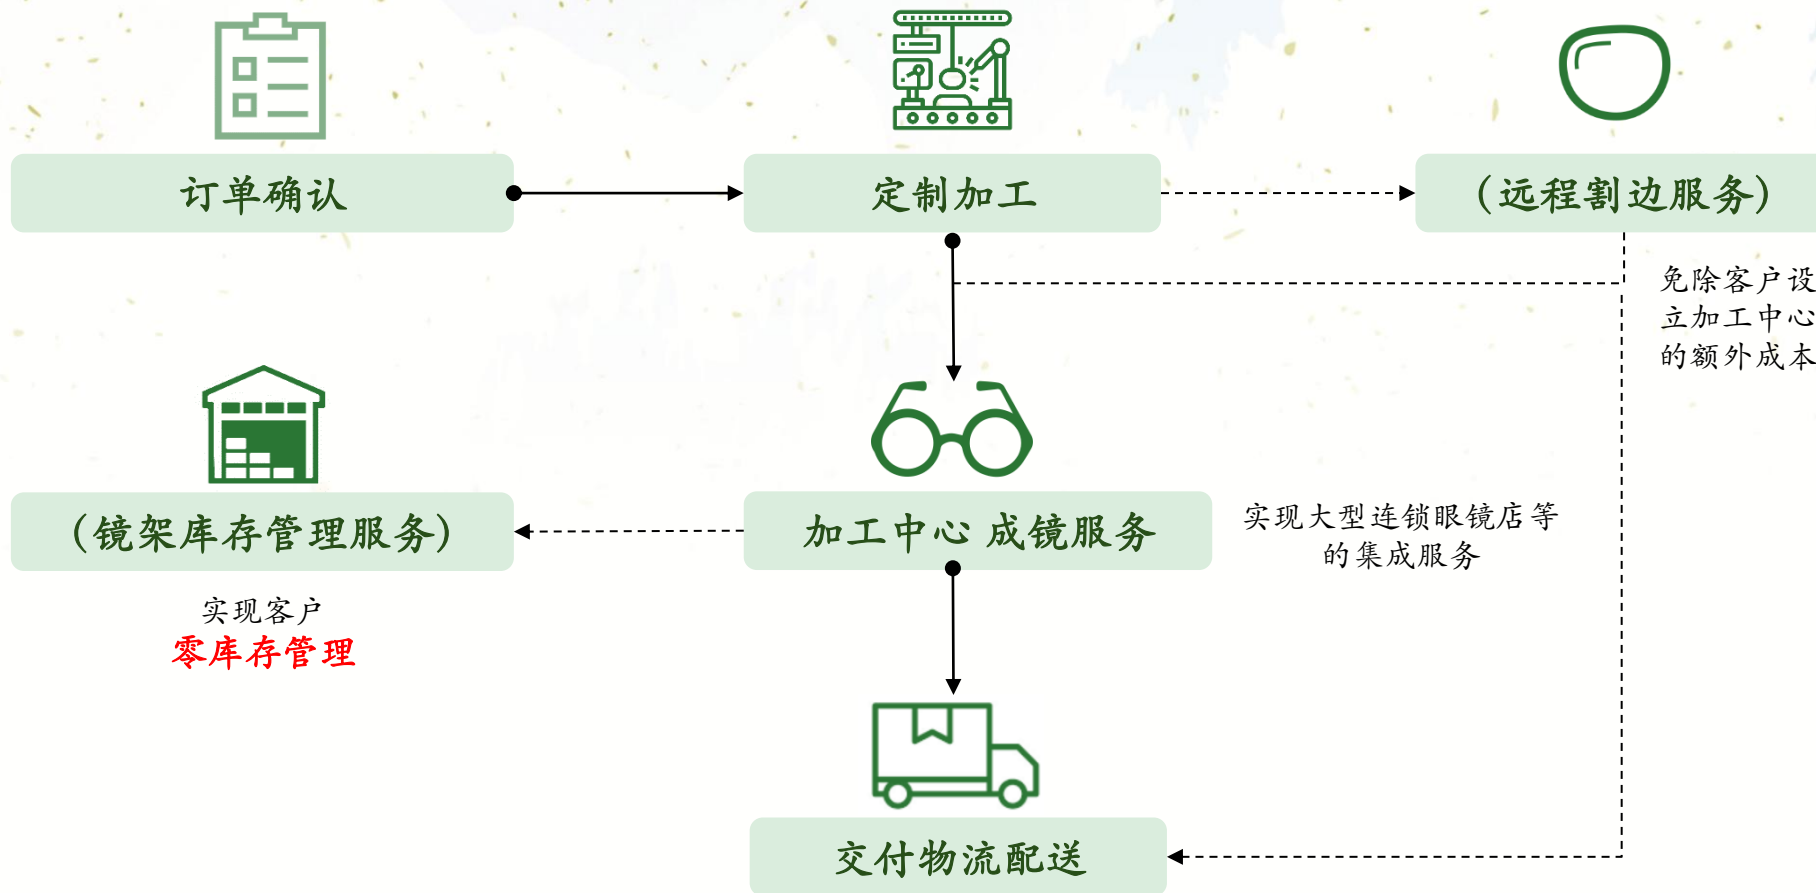 订单确认
定制加工
(远程割边服务)
免除客户设
立加工中心
的额外成本
(镜架库存管理服务)
加工中心 成镜服务
实现大型连锁眼镜店等
的集成服务
实现客户
零库存管理
交付物流配送